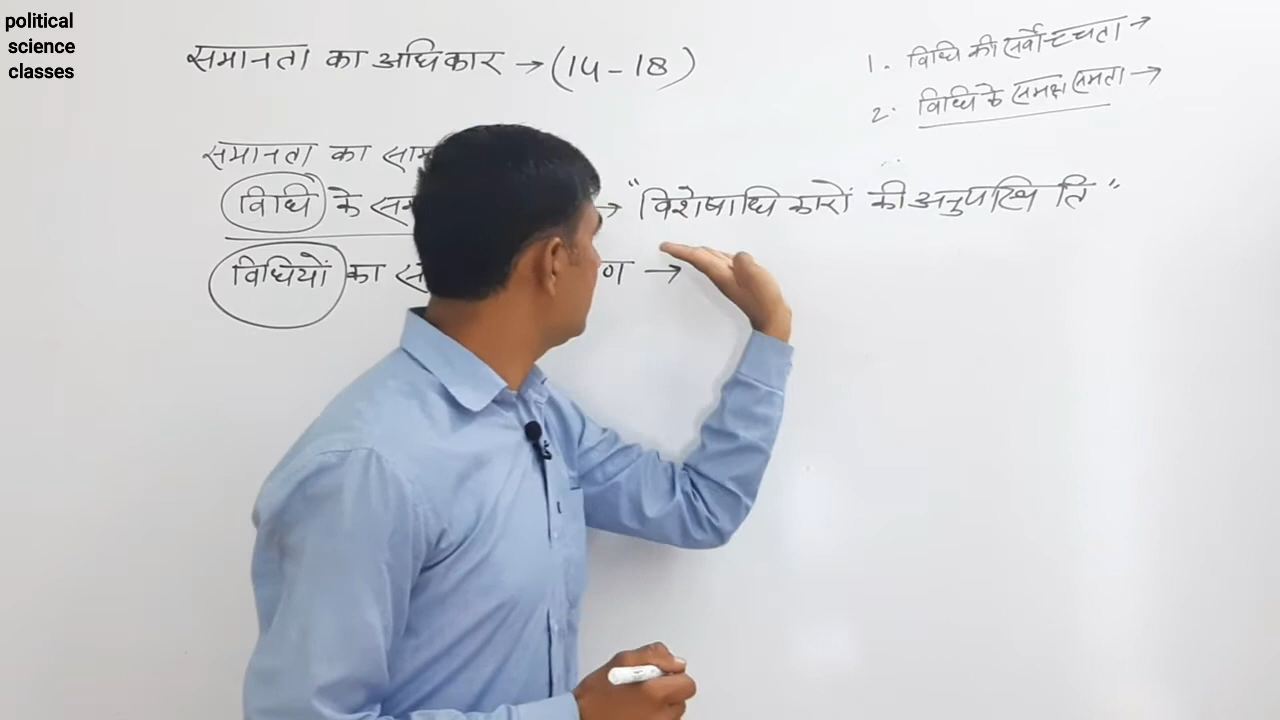 political
science
classes
समानता का अधिकार → (14-18)
1. विधि की सर्वोच्चता →
2. विधि के समक्ष समता →
समानता का
विधि के → "विशेषाधिकारों की अनुपस्थिति"
विधियों का →